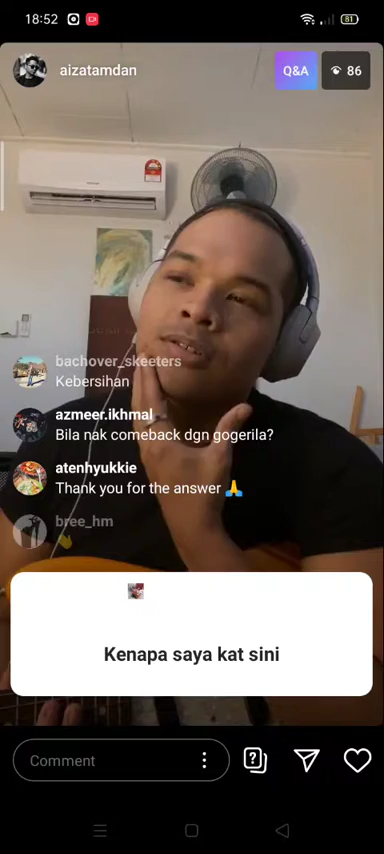 18:52
81
aizatamdan
Q&A
86
bachover_skeeters
Kebersihan
azmeer.ikhmal
Bila nak comeback dgn gogerila?
atenhyukkie
Thank you for the answer 🙏
bree_hm
Kenapa saya kat sini
Comment